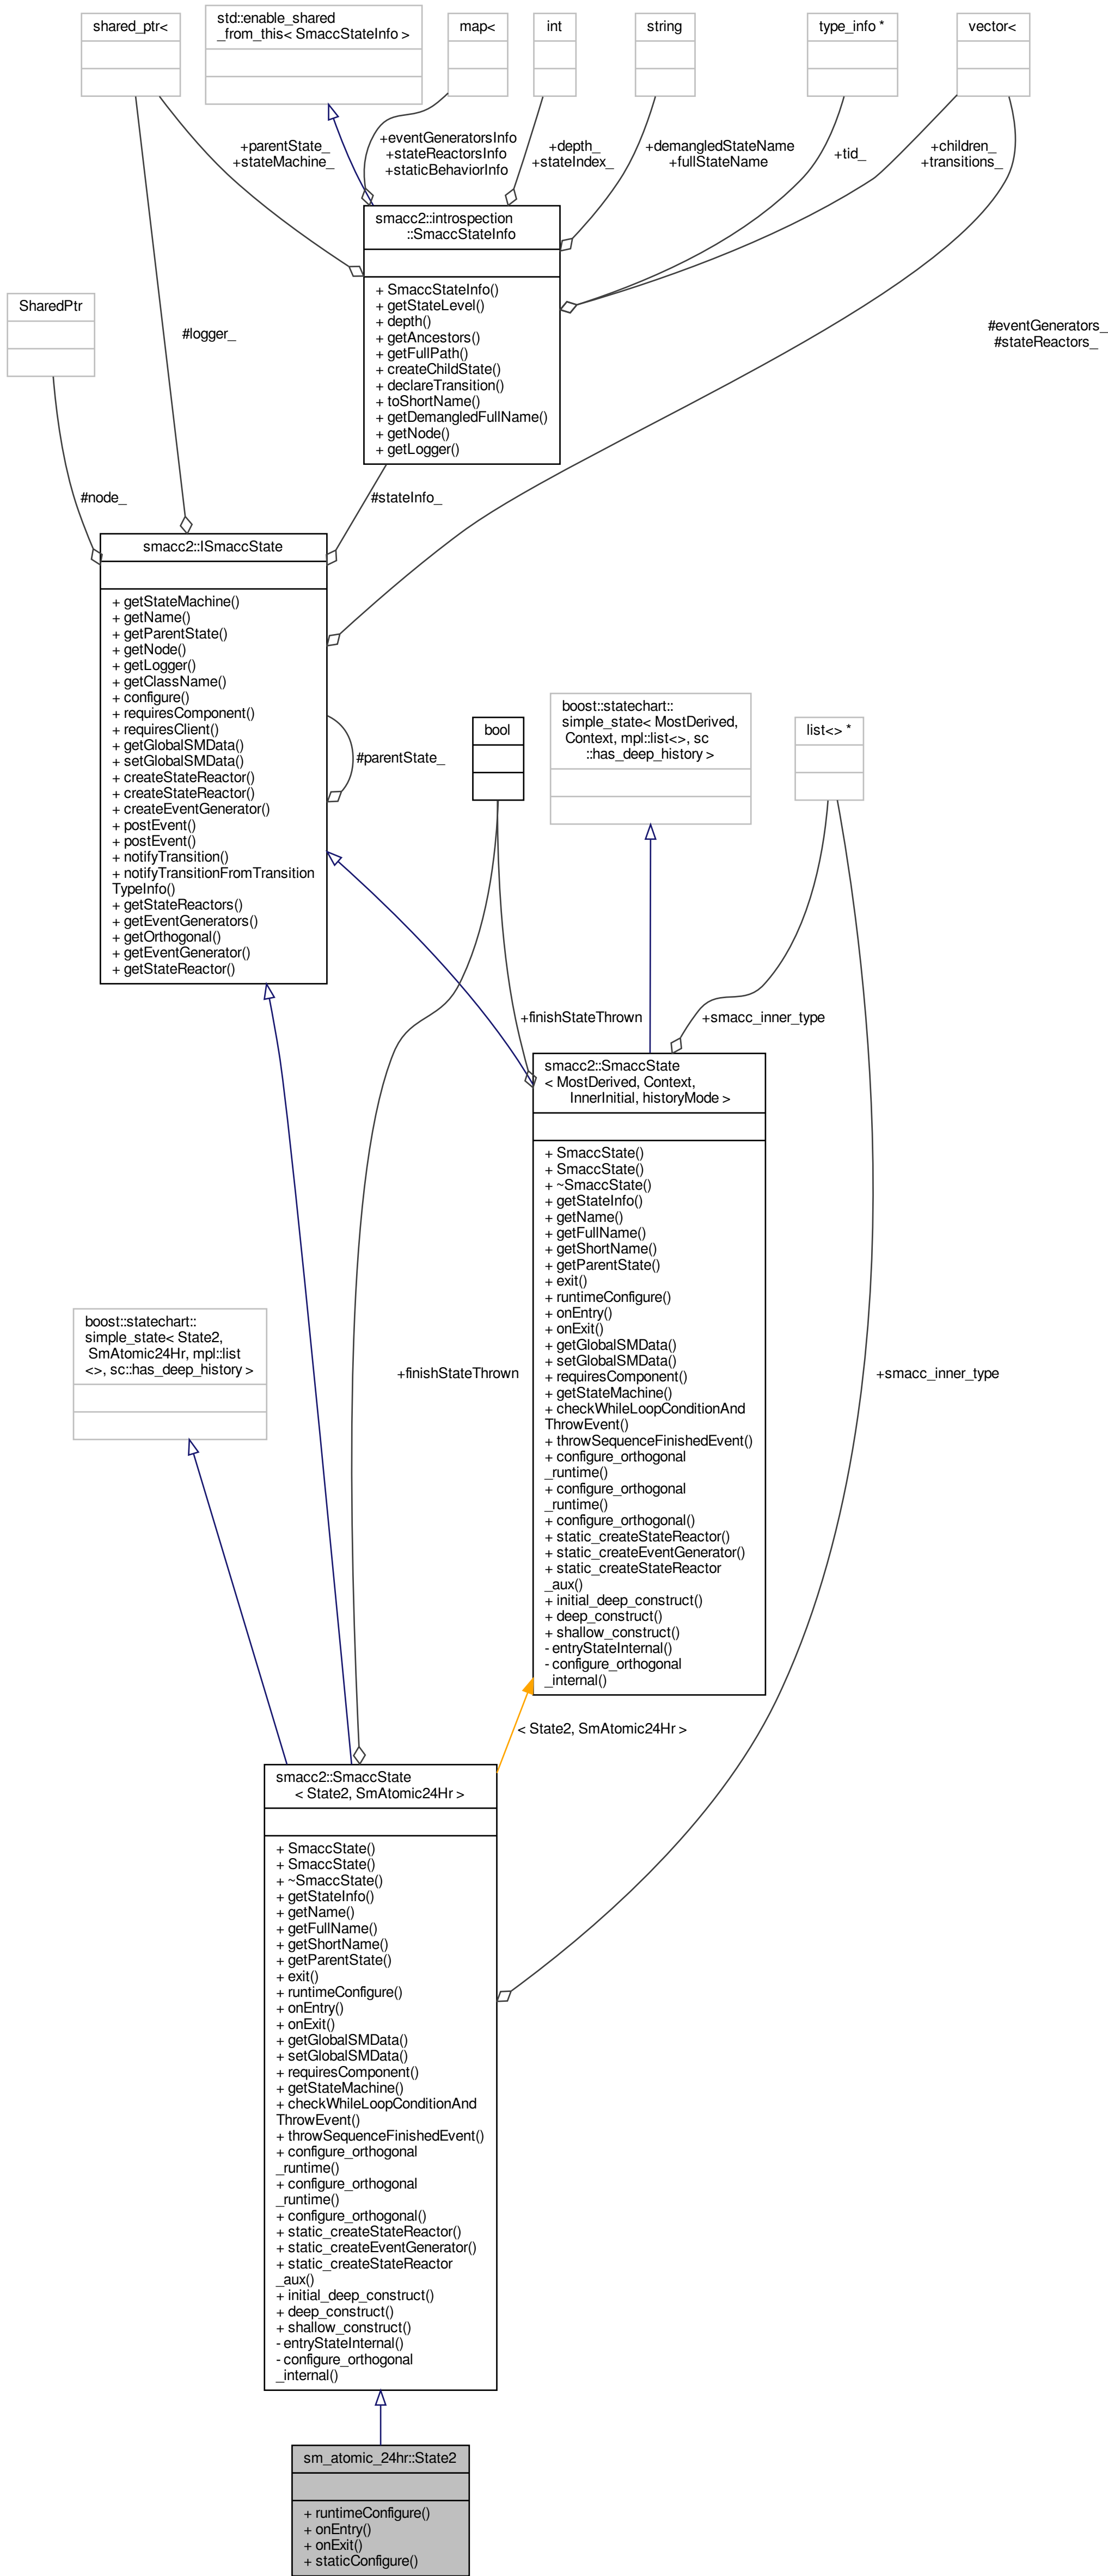 shared_ptr<
std::enable_shared
_from_this< SmaccStateInfo >
map<
int
string
type_info *
vector<
+parentState_
+stateMachine_
+eventGeneratorsInfo
+stateReactorsInfo
+staticBehaviorInfo
+depth_
+stateIndex_
+demangledStateName
+fullStateName
+tid_
+children_
+transitions_
smacc2::introspection
::SmaccStateInfo
+ SmaccStateInfo()
+ getStateLevel()
+ depth()
+ getAncestors()
+ getFullPath()
+ createChildState()
+ declareTransition()
+ toShortName()
+ getDemangledFullName()
+ getNode()
+ getLogger()
SharedPtr
#logger_
#eventGenerators_
#stateReactors_
#node_
#stateInfo_
smacc2::ISmaccState
+ getStateMachine()
+ getName()
+ getParentState()
+ getNode()
+ getLogger()
+ getClassName()
+ configure()
+ requiresComponent()
+ requiresClient()
+ getGlobalSMData()
+ setGlobalSMData()
+ createStateReactor()
+ createStateReactor()
+ createEventGenerator()
+ postEvent()
+ postEvent()
+ notifyTransition()
+ notifyTransitionFromTransition
TypeInfo()
+ getStateReactors()
+ getEventGenerators()
+ getOrthogonal()
+ getEventGenerator()
+ getStateReactor()
#parentState_
bool
boost::statechart::
simple_state< MostDerived,
Context, mpl::list<>, sc
::has_deep_history >
list<> *
+finishStateThrown
+smacc_inner_type
smacc2::SmaccState
< MostDerived, Context,
InnerInitial, historyMode >
+ SmaccState()
+ SmaccState()
+ ~SmaccState()
+ getStateInfo()
+ getName()
+ getFullName()
+ getShortName()
+ getParentState()
+ exit()
+ runtimeConfigure()
+ onEntry()
+ onExit()
+ getGlobalSMData()
+ setGlobalSMData()
+ requiresComponent()
+ getStateMachine()
+ checkWhileLoopConditionAnd
ThrowEvent()
+ throwSequenceFinishedEvent()
+ configure_orthogonal
_runtime()
+ configure_orthogonal
_runtime()
+ configure_orthogonal()
+ static_createStateReactor()
+ static_createEventGenerator()
+ static_createStateReactor
_aux()
+ initial_deep_construct()
+ deep_construct()
+ shallow_construct()
- entryStateInternal()
- configure_orthogonal
_internal()
boost::statechart::
simple_state< State2,
SmAtomic24Hr, mpl::list
<>, sc::has_deep_history >
+finishStateThrown
+smacc_inner_type
< State2, SmAtomic24Hr >
smacc2::SmaccState
< State2, SmAtomic24Hr >
+ SmaccState()
+ SmaccState()
+ ~SmaccState()
+ getStateInfo()
+ getName()
+ getFullName()
+ getShortName()
+ getParentState()
+ exit()
+ runtimeConfigure()
+ onEntry()
+ onExit()
+ getGlobalSMData()
+ setGlobalSMData()
+ requiresComponent()
+ getStateMachine()
+ checkWhileLoopConditionAnd
ThrowEvent()
+ throwSequenceFinishedEvent()
+ configure_orthogonal
_runtime()
+ configure_orthogonal
_runtime()
+ configure_orthogonal()
+ static_createStateReactor()
+ static_createEventGenerator()
+ static_createStateReactor
_aux()
+ initial_deep_construct()
+ deep_construct()
+ shallow_construct()
- entryStateInternal()
- configure_orthogonal
_internal()
sm_atomic_24hr::State2
+ runtimeConfigure()
+ onEntry()
+ onExit()
+ staticConfigure()